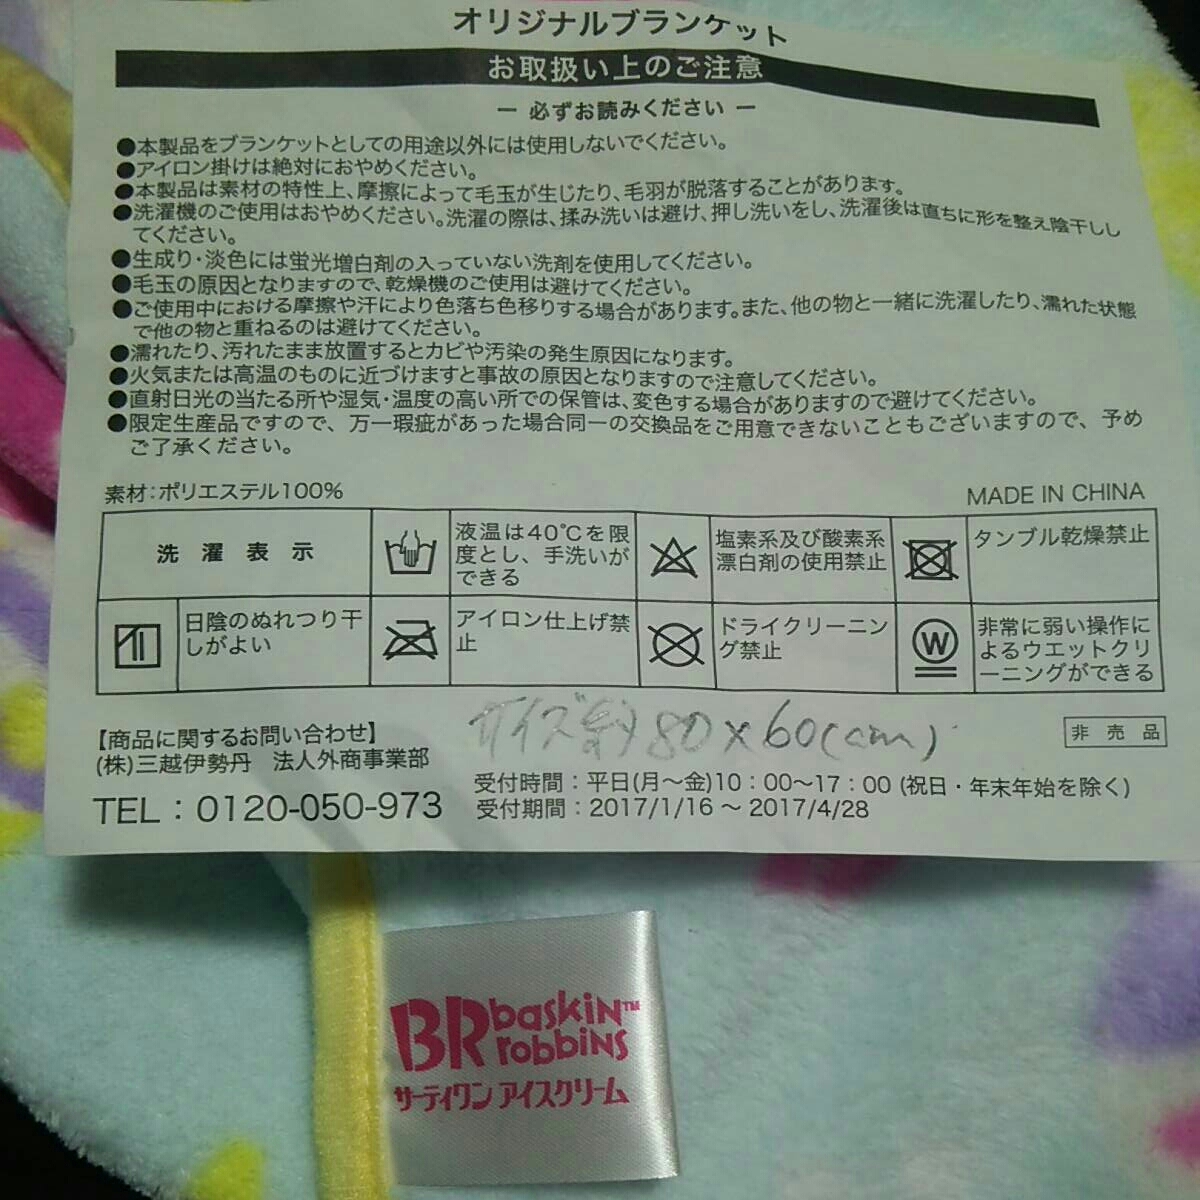 オリジナルブランケット
お取扱い上のご注意
ー 必ずお読みください ー
●本製品をブランケットとしての用途以外には使用しないでください。
●アイロン掛けは絶対におやめください。
●本製品は素材の特性上、摩擦によって毛玉が生じたり、毛羽が脱落することがあります。
●洗濯機のご使用はおやめください。洗濯の際は、揉み洗いは避け、押し洗いをし、洗濯後は直ちに形を整え陰干しし
てください。
●生成り・淡色には蛍光増白剤の入っていない洗剤を使用してください。
●毛玉の原因となりますので、乾燥機のご使用は避けてください。
●ご使用中における摩擦や汗により色落ち色移りする場合があります。また、他の物と一緒に洗濯したり、濡れた状態
で他の物と重ねるのは避けてください。
●濡れたり、汚れたまま放置するとカビや汚染の発生原因になります。
●火気または高温のものに近づけますと事故の原因となりますので注意してください。
●直射日光の当たる所や湿気・温度の高い所での保管は、変色する場合がありますので避けてください。
●限定生産品ですので、万一瑕疵があった場合同一の交換品をご用意できないこともございますので、予め
ご了承ください。
素材：ポリエステル100%
MADE IN CHINA
洗 濯 表 示
液温は40℃を限
度とし、手洗いが
できる
塩素系及び酸素系
漂白剤の使用禁止
タンブル乾燥禁止
日陰のぬれつり干
しがよい
アイロン仕上げ禁
止
ドライクリーニン
グ禁止
W
非常に弱い操作に
よるウエットクリ
ーニングができる
サイズ約80×60(cm)
非 売 品
【商品に関するお問い合わせ】
(株)三越伊勢丹 法人外商事業部
TEL：0120-050-973
受付時間：平日(月～金)10：00～17：00 (祝日・年末年始を除く)
受付期間：2017/1/16 ～ 2017/4/28
BR baskin™
robbins
サーティワン アイスクリーム